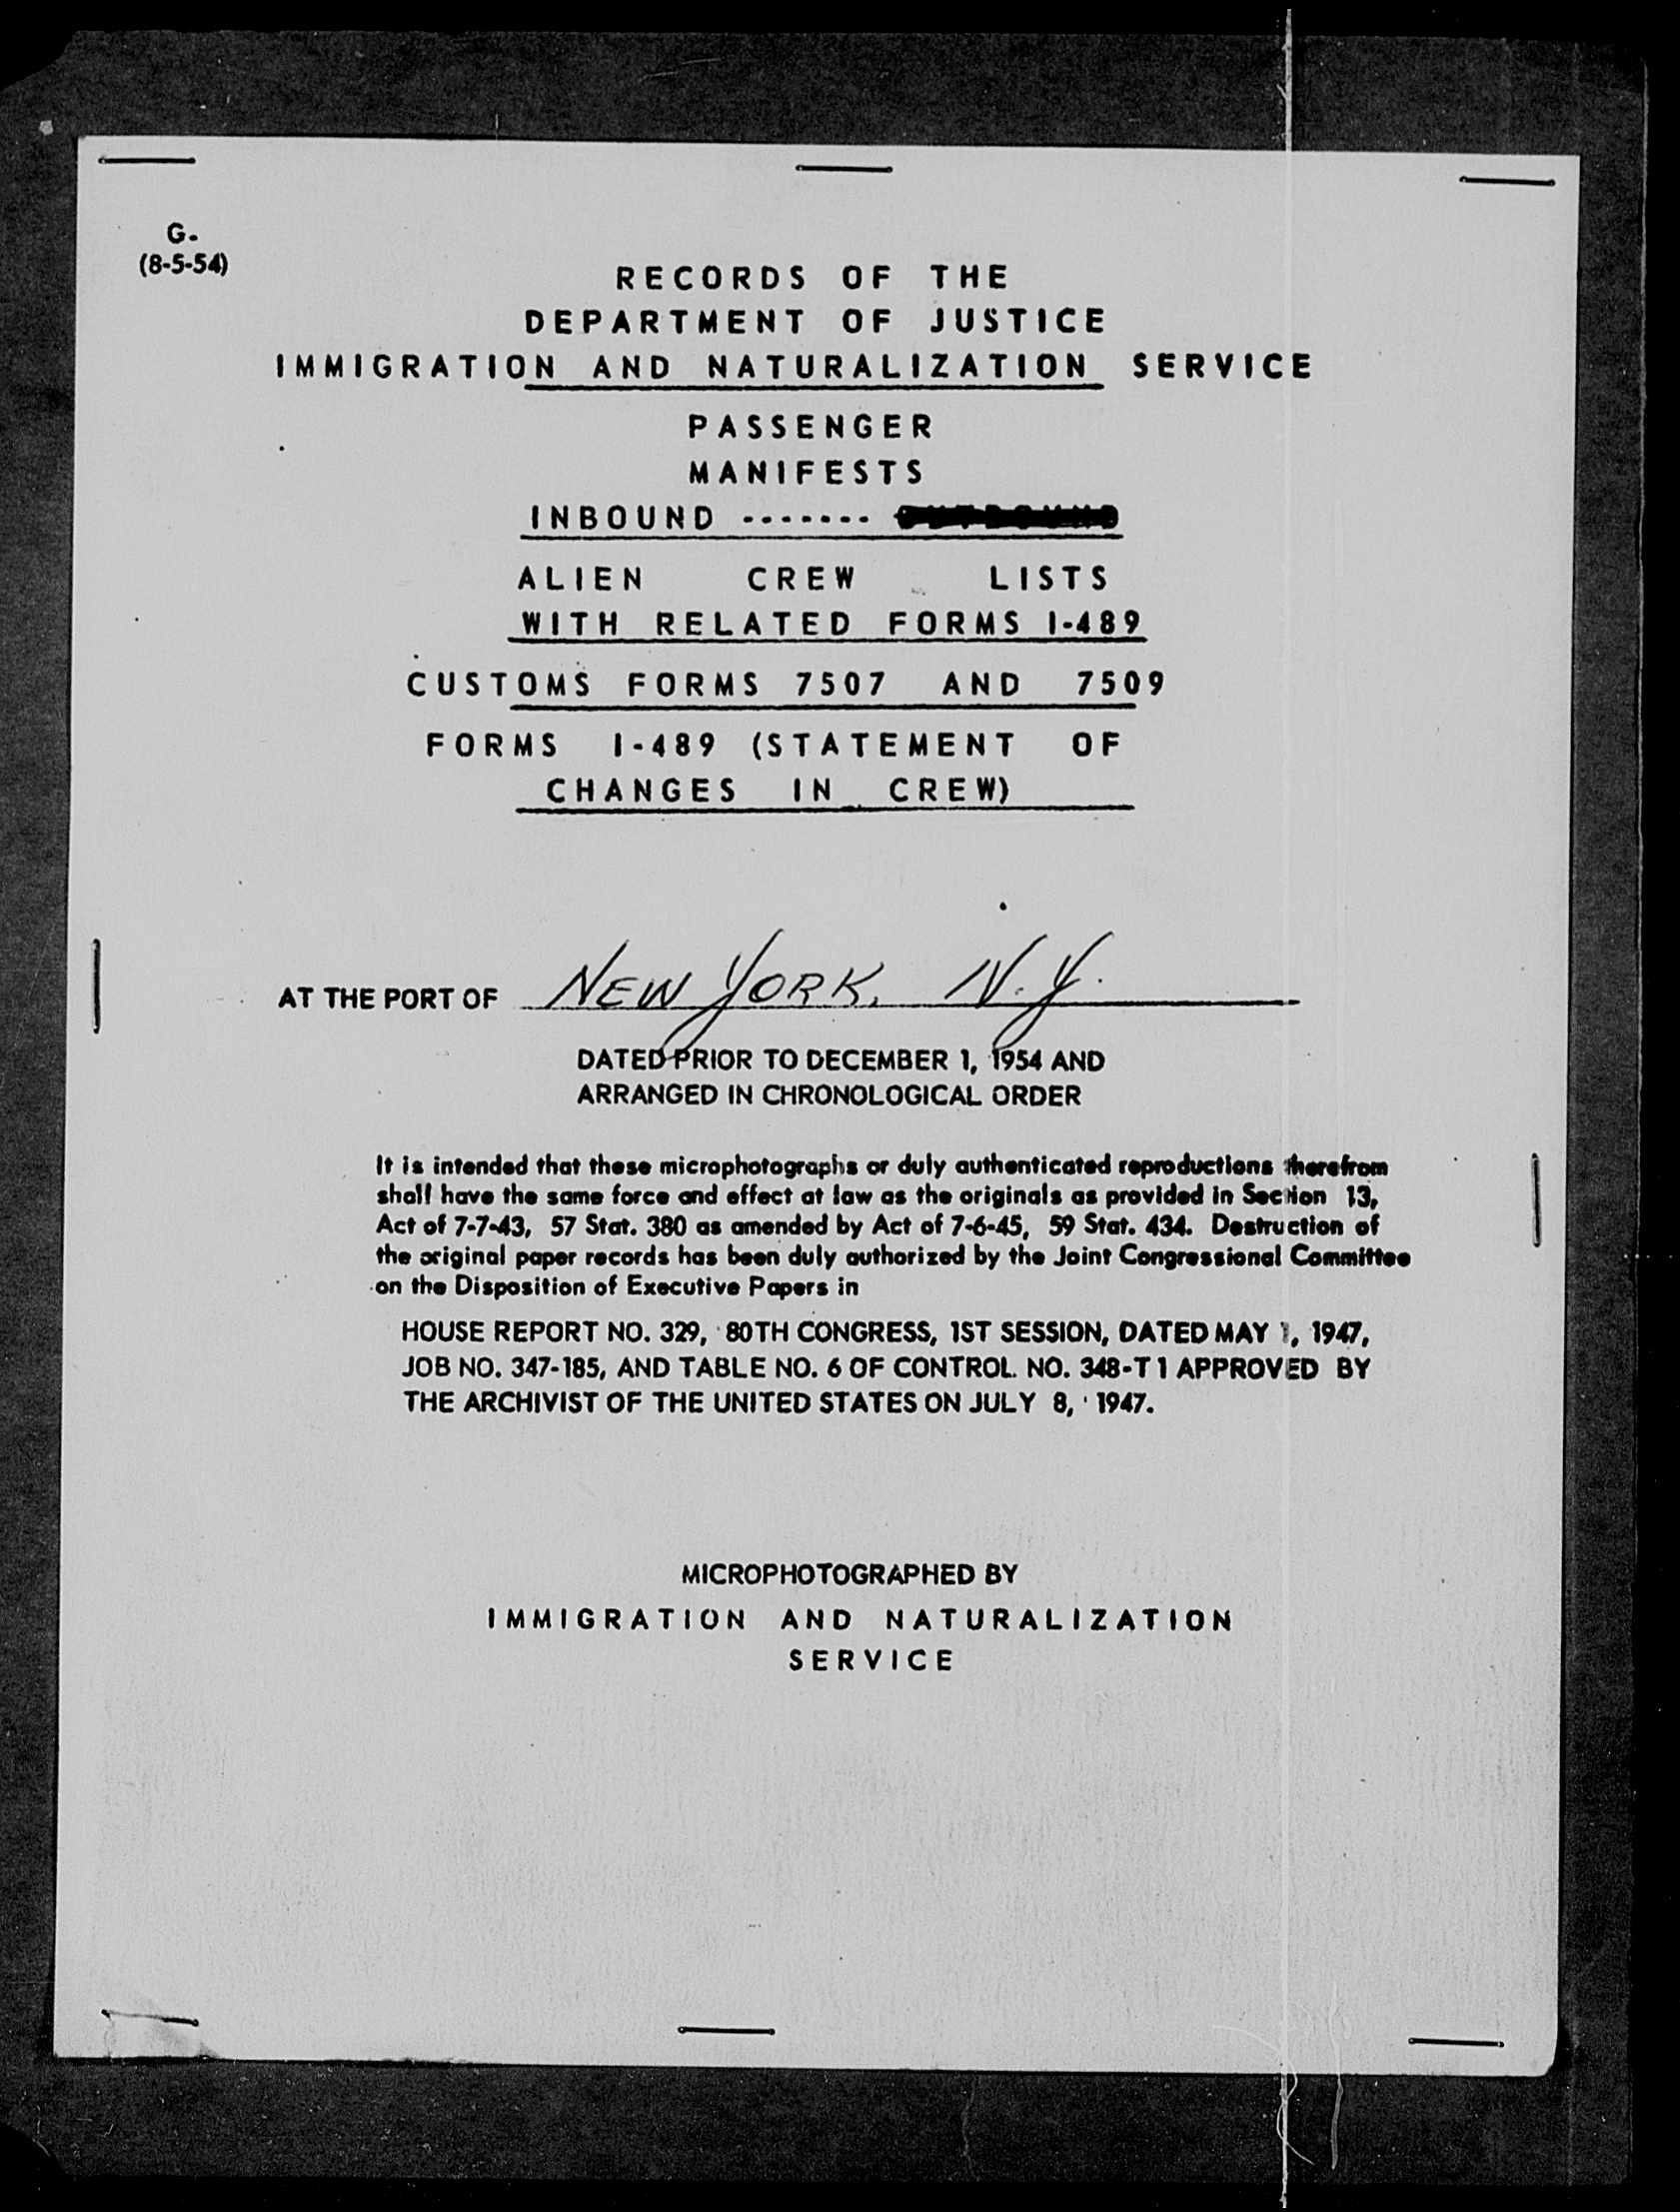 G-
(8-5-54)
RECORDS OF THE
DEPARTMENT OF JUSTICE
IMMIGRATION AND NATURALIZATION SERVICE
PASSENGER
MANIFESTS
INBOUND -------
ALIEN CREW LISTS
WITH RELATED FORMS I-489
CUSTOMS FORMS 7507 AND 7509
FORMS I-489 (STATEMENT OF
CHANGES IN CREW)
AT THE PORT OF NEW YORK, N.Y.
DATED PRIOR TO DECEMBER 1, 1954 AND
ARRANGED IN CHRONOLOGICAL ORDER
It is intended that these microphotographs or duly authenticated reproductions therefrom
shall have the same force and effect at law as the originals as provided in Section 13,
Act of 7-7-43, 57 Stat. 380 as amended by Act of 7-6-45, 59 Stat. 434. Destruction of
the original paper records has been duly authorized by the Joint Congressional Committee
on the Disposition of Executive Papers in
HOUSE REPORT NO. 329, 80TH CONGRESS, 1ST SESSION, DATED MAY 1, 1947,
JOB NO. 347-185, AND TABLE NO. 6 OF CONTROL NO. 348-T1 APPROVED BY
THE ARCHIVIST OF THE UNITED STATES ON JULY 8, 1947.
MICROPHOTOGRAPHED BY
IMMIGRATION AND NATURALIZATION
SERVICE